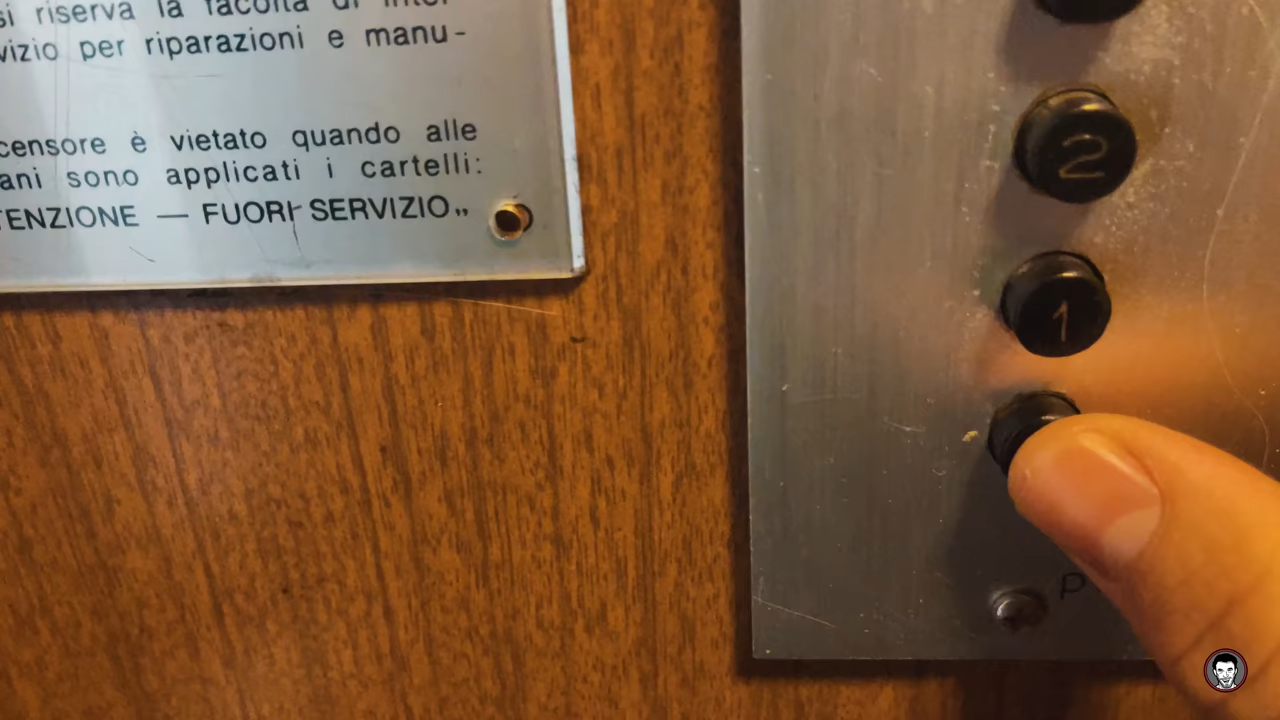 si riserva la facoltà di inter-
vizio per riparazioni e manu-
censore è vietato quando alle
ani sono applicati i cartelli:
TENZIONE — FUORI SERVIZIO„
2
1
P